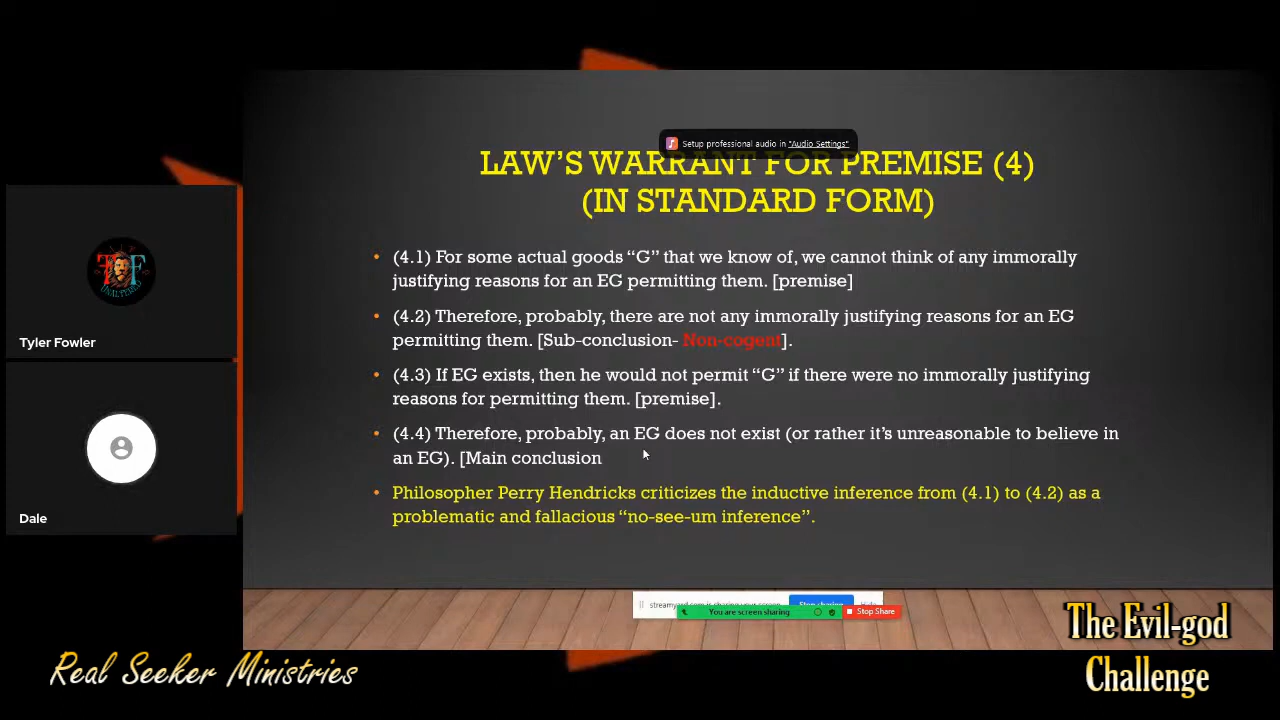 Setup professional audio in "Audio Settings"
LAW'S WARRANT FOR PREMISE (4)
(IN STANDARD FORM)
• (4.1) For some actual goods “G” that we know of, we cannot think of any immorally
justifying reasons for an EG permitting them. [premise]
• (4.2) Therefore, probably, there are not any immorally justifying reasons for an EG
permitting them. [Sub-conclusion- Non-cogent].
• (4.3) If EG exists, then he would not permit “G” if there were no immorally justifying
reasons for permitting them. [premise].
• (4.4) Therefore, probably, an EG does not exist (or rather it’s unreasonable to believe in
an EG). [Main conclusion
• Philosopher Perry Hendricks criticizes the inductive inference from (4.1) to (4.2) as a
problematic and fallacious “no-see-um inference”.
UNALTERED
Tyler Fowler
Dale
You are screen sharing
Stop Share
The Evil-god
Challenge
Real Seeker Ministries